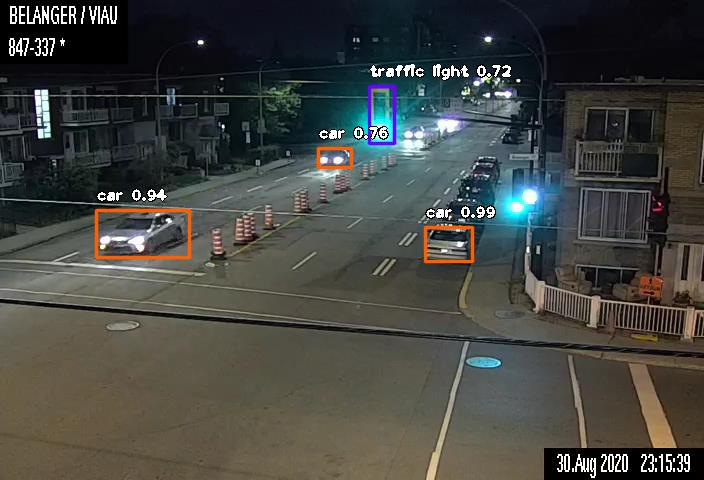 BELANGER / VIAU
847-337 *
traffic light 0.72
car 0.76
car 0.94
car 0.99
30.Aug 2020 23:15:39